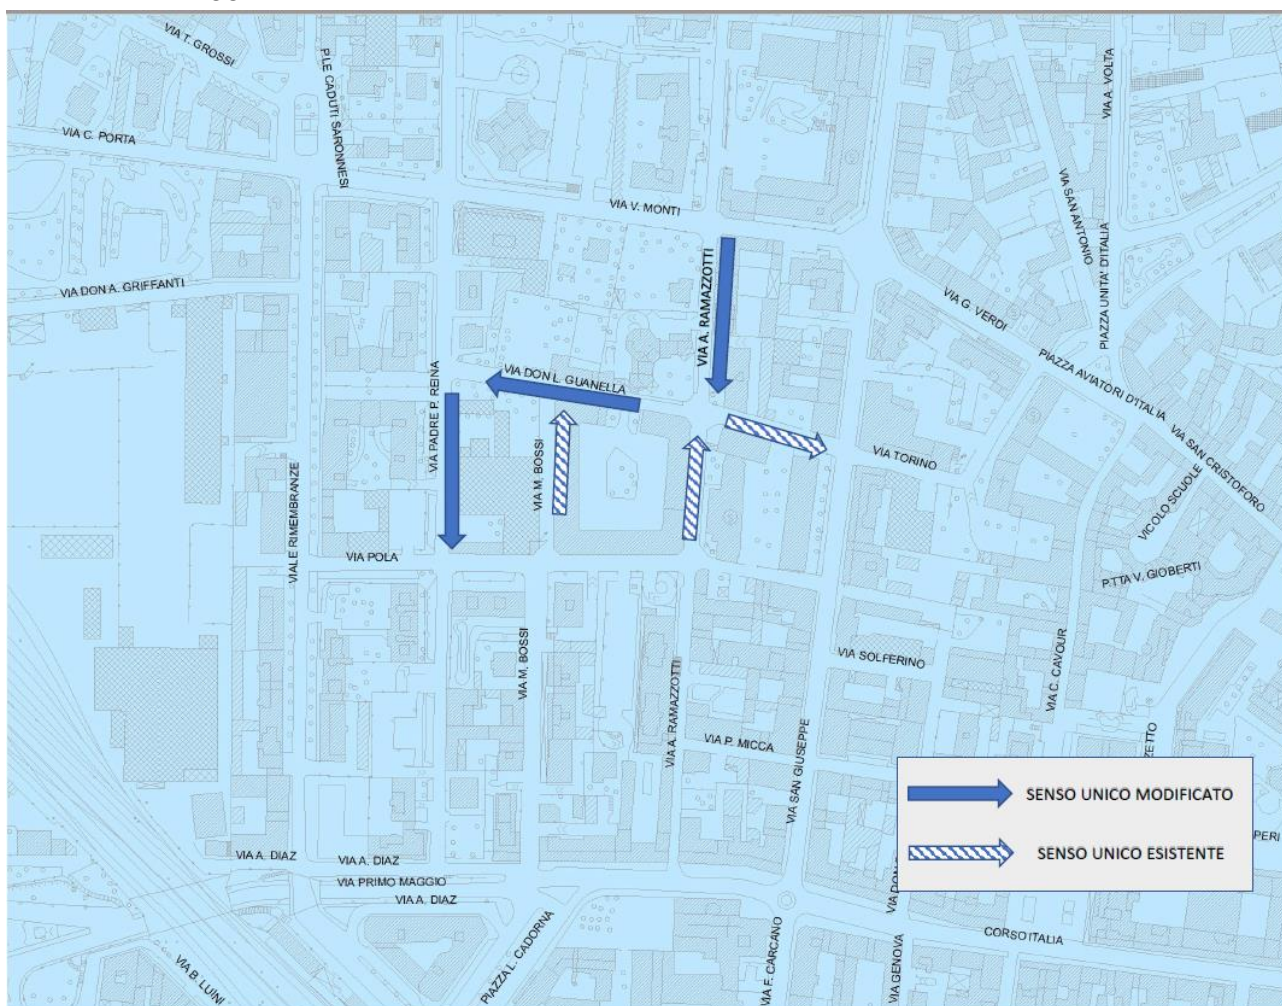 VIA T. GROSSI
P.LE CADUTI SARONNESI
VIA A. VOLTA
VIA C. PORTA
VIA SAN ANTONIO
VIA V. MONTI
PIAZZA UNITA' D'ITALIA
VIA A. RAMAZZOTTI
VIA DON A. GRIFFANTI
VIA G. VERDI
PIAZZA AVIATORI D'ITALIA
VIA DON L. GUANELLA
VIA PADRE P. REINA
VIA M. BOSSI
VIA TORINO
VIA SAN CRISTOFORO
VICOLO SCUOLE
VIALE RIMEMBRANZE
VIA POLA
P.TTA V. GIOBERTI
VIA M. BOSSI
VIA A. RAMAZZOTTI
VIA SOLFERINO
VIA C. CAVOUR
VIA P. MICCA
VIA SAN GIUSEPPE
ZETTO
SENSO UNICO MODIFICATO
SENSO UNICO ESISTENTE
PERI
VIA A. DIAZ
VIA A. DIAZ
VIA PRIMO MAGGIO
VIA A. DIAZ
VIA DON
PIAZZA L. CADORNA
VIA F. CARCANO
VIA GENOVA
CORSO ITALIA
VIA B. LUINI